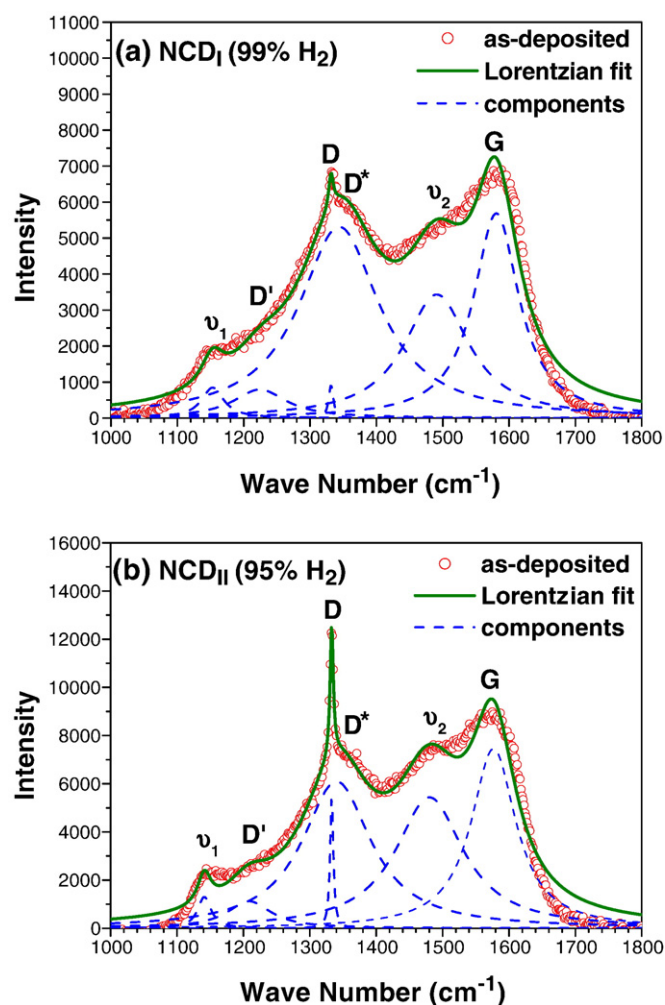 11000
10000
9000
8000
7000
6000
5000
4000
3000
2000
1000
0
Intensity
(a) NCD_I (99% H₂)
as-deposited
Lorentzian fit
components
D
D*
G
υ₂
D'
υ₁
1000 1100 1200 1300 1400 1500 1600 1700 1800
Wave Number (cm⁻¹)
16000
14000
12000
10000
8000
6000
4000
2000
0
Intensity
(b) NCD_II (95% H₂)
as-deposited
Lorentzian fit
components
D
D*
G
υ₂
υ₁
D'
1000 1100 1200 1300 1400 1500 1600 1700 1800
Wave Number (cm⁻¹)